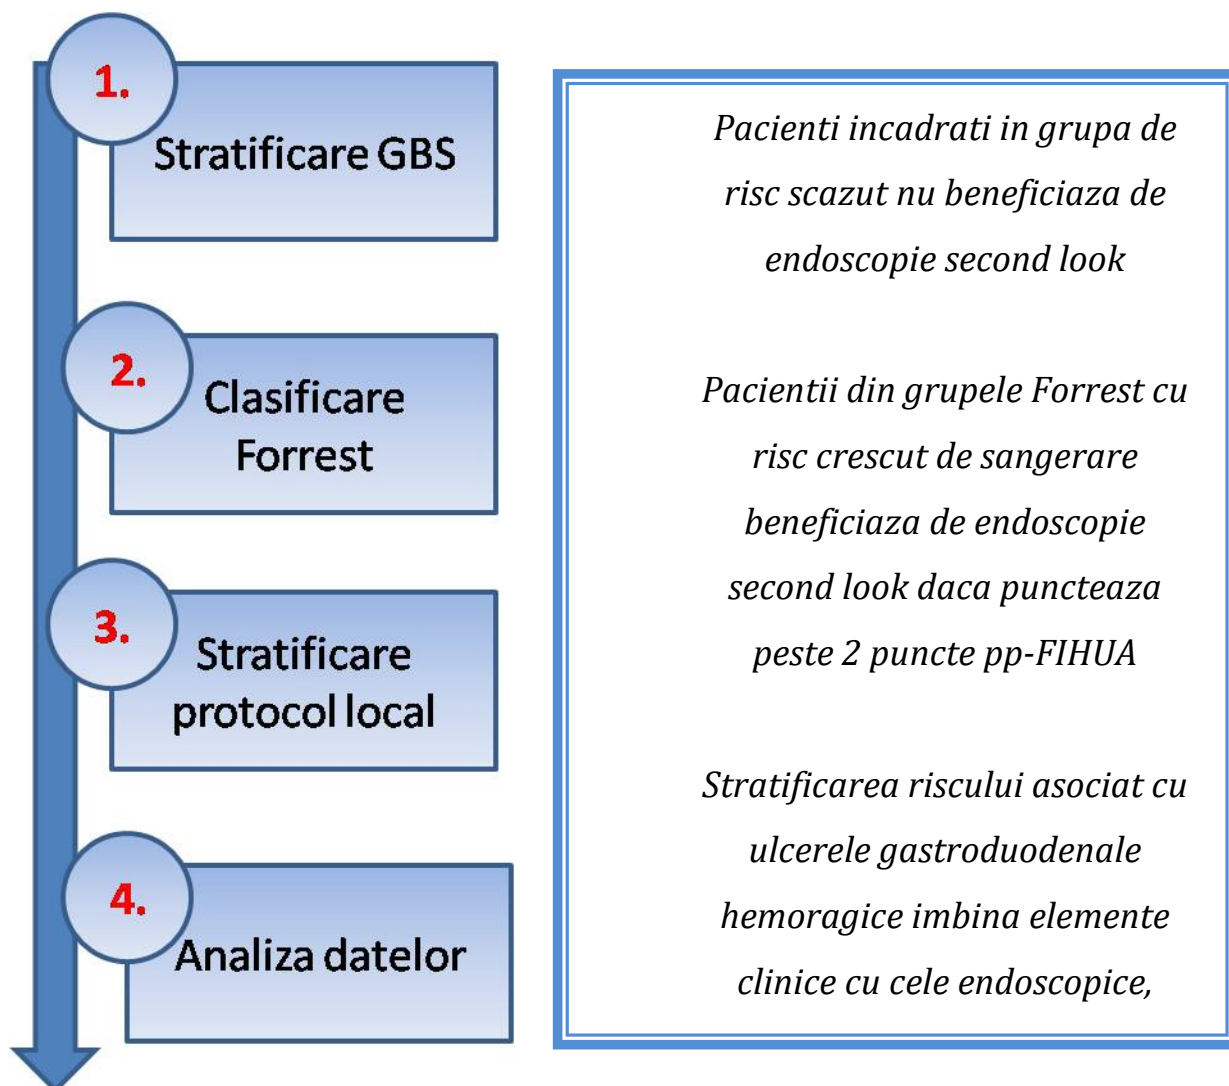 1.
Stratificare GBS
2.
Clasificare
Forrest
3.
Stratificare
protocol local
4.
Analiza datelor
Pacienti incadrati in grupa de
risc scazut nu beneficiaza de
endoscopie second look
Pacientii din grupele Forrest cu
risc crescut de sangerare
beneficiaza de endoscopie
second look daca puncteaza
peste 2 puncte pp-FIHUA
Stratificarea riscului asociat cu
ulcerele gastroduodenale
hemoragice imbina elemente
clinice cu cele endoscopice,